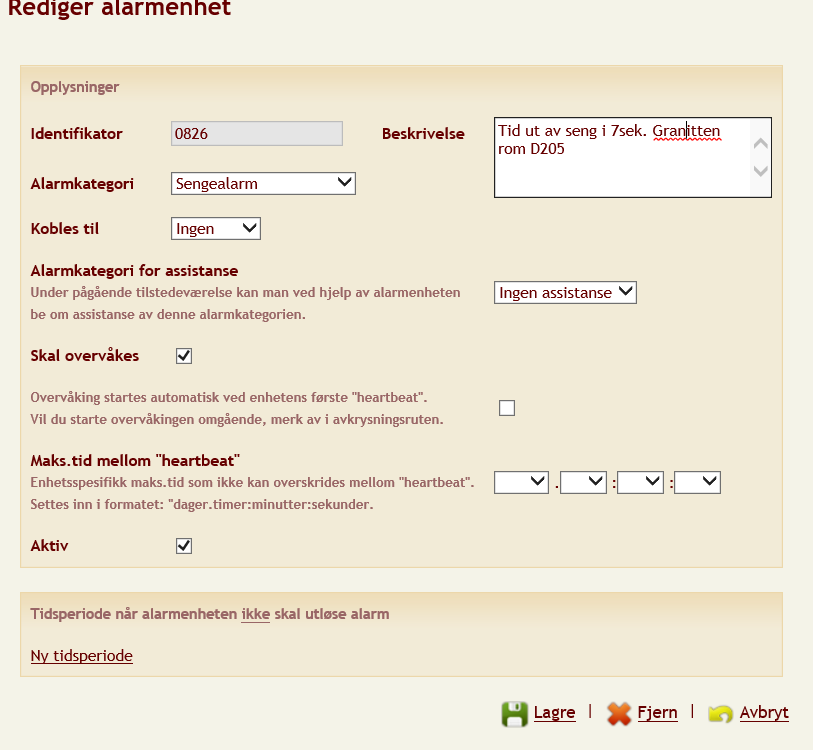 Rediger alarmenhet
Opplysninger
Identifikator 0826 Beskrivelse Tid ut av seng i 7sek. Granitten
rom D205
Alarmkategori Sengealarm
Kobles til Ingen
Alarmkategori for assistanse
Under pågående tilstedeværelse kan man ved hjelp av alarmenheten Ingen assistanse
be om assistanse av denne alarmkategorien.
Skal overvåkes
Overvåking startes automatisk ved enhetens første "heartbeat".
Vil du starte overvåkingen omgående, merk av i avkrysningsruten.
Maks.tid mellom "heartbeat"
Enhetsspesifikk maks.tid som ikke kan overskrides mellom "heartbeat". . : :
Settes inn i formatet: "dager.timer:minutter:sekunder.
Aktiv
Tidsperiode når alarmenheten ikke skal utløse alarm
Ny tidsperiode
Lagre | Fjern | Avbryt